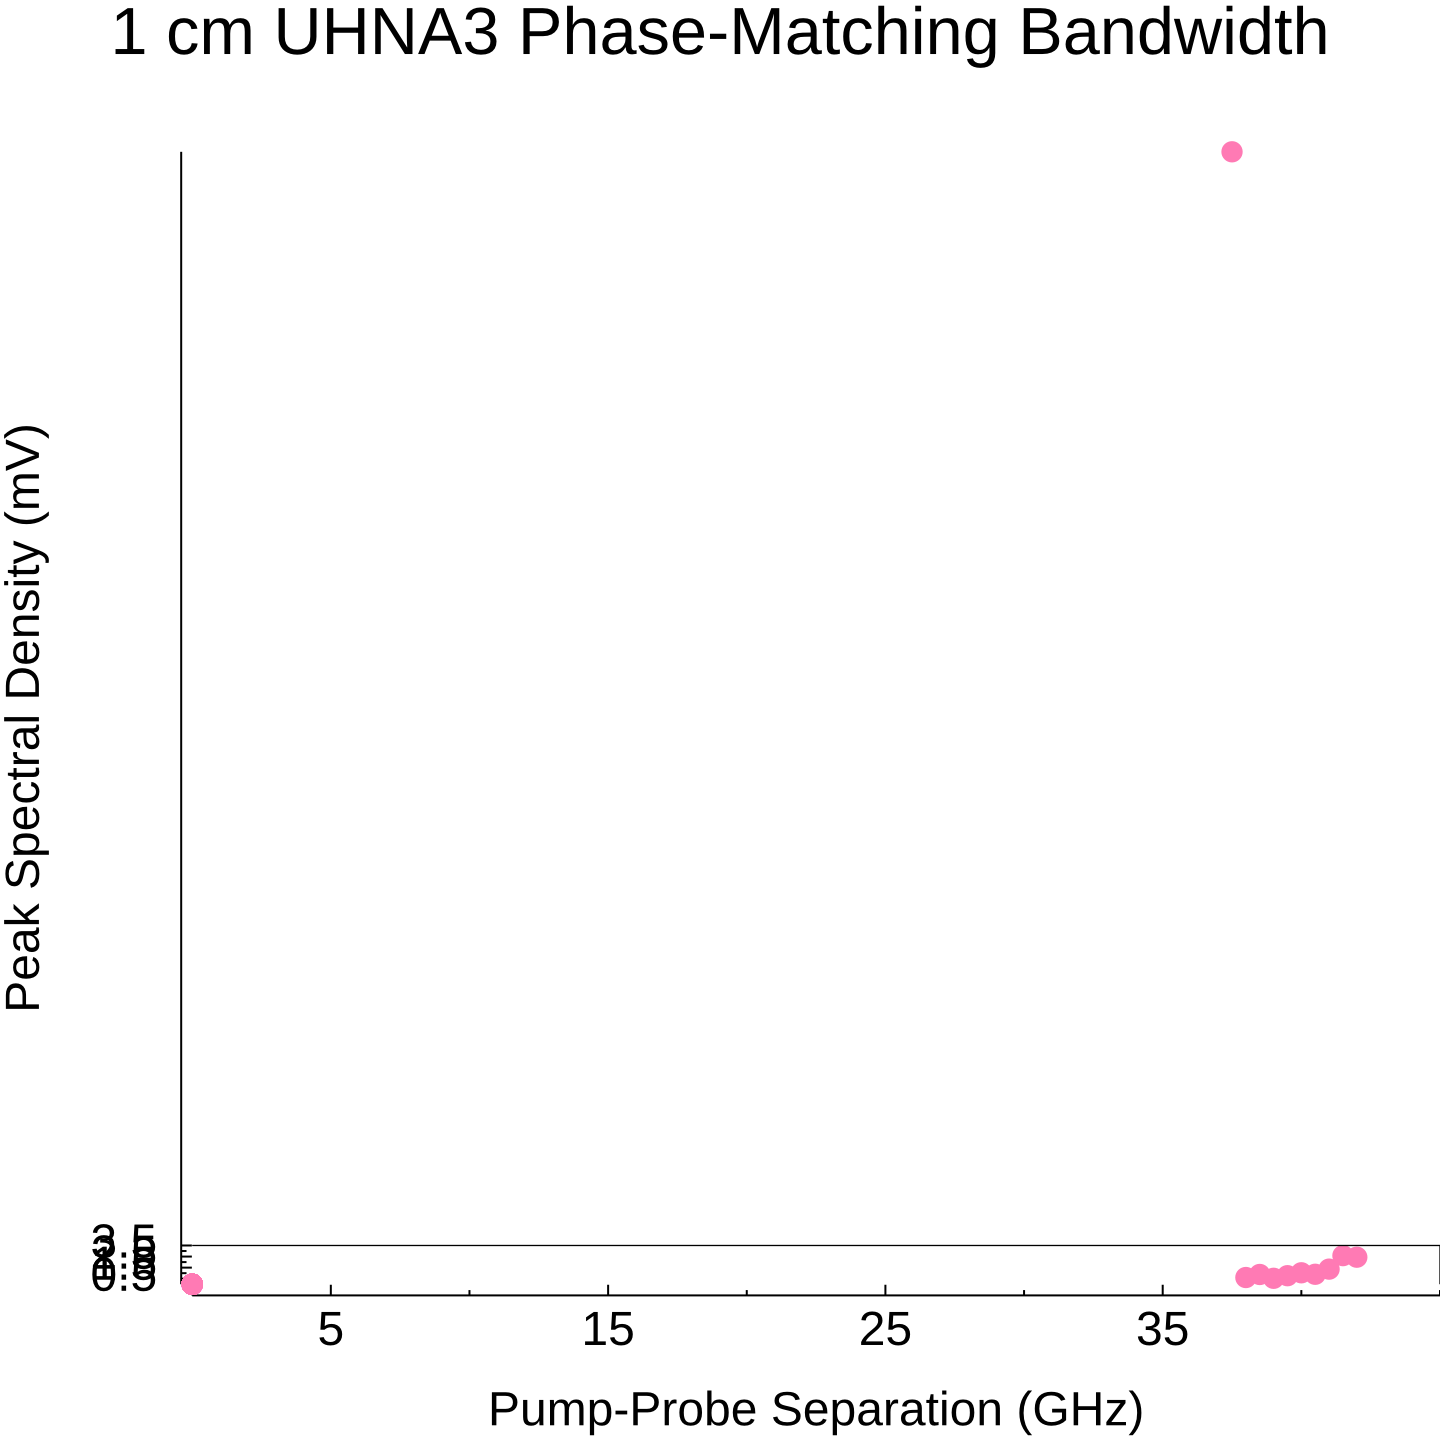 1 cm UHNA3 Phase-Matching Bandwidth
Peak Spectral Density (mV)
3.5
0.5
5 15 25 35
Pump-Probe Separation (GHz)